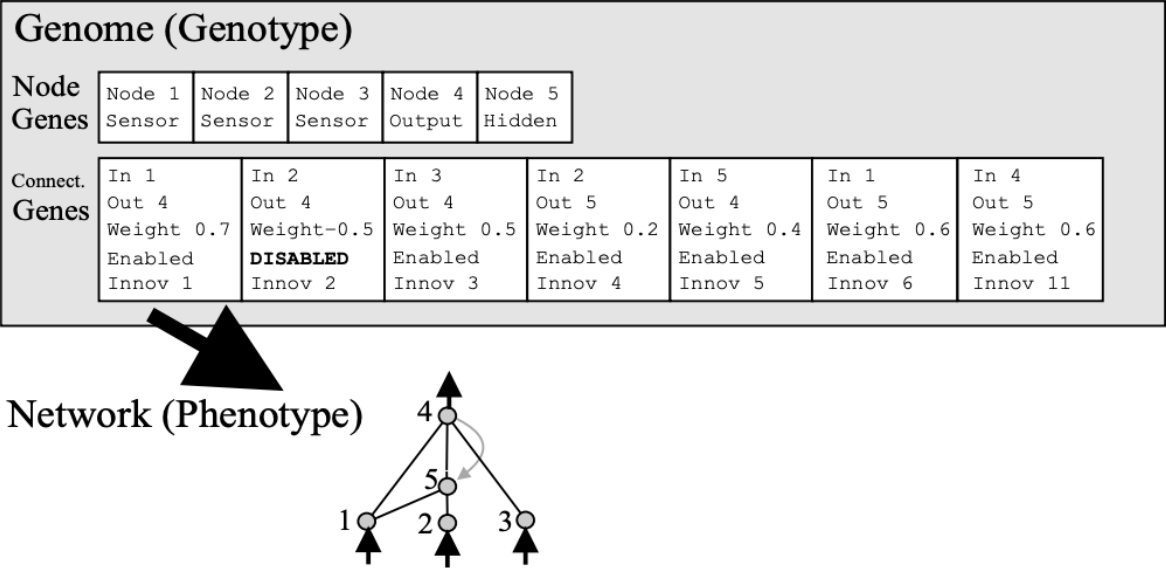 Genome (Genotype)
Node Genes
Node 1 Node 2 Node 3 Node 4 Node 5
Sensor Sensor Sensor Output Hidden
Connect. Genes
In 1 In 2 In 3 In 2 In 5 In 1 In 4
Out 4 Out 4 Out 4 Out 5 Out 4 Out 5 Out 5
Weight 0.7 Weight-0.5 Weight 0.5 Weight 0.2 Weight 0.4 Weight 0.6 Weight 0.6
Enabled DISABLED Enabled Enabled Enabled Enabled Enabled
Innov 1 Innov 2 Innov 3 Innov 4 Innov 5 Innov 6 Innov 11
Network (Phenotype)
4
5
1 2 3